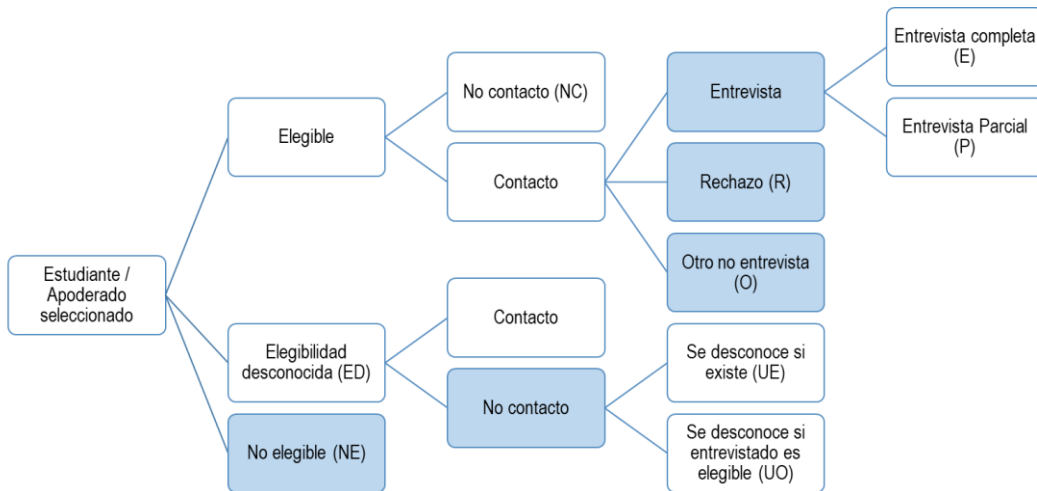 Estudiante /
Apoderado
seleccionado
Elegible
No contacto (NC)
Contacto
Entrevista
Entrevista completa
(E)
Entrevista Parcial
(P)
Rechazo (R)
Otro no entrevista
(O)
Elegibilidad
desconocida (ED)
Contacto
No contacto
Se desconoce si
existe (UE)
Se desconoce si
entrevistado es
elegible (UO)
No elegible (NE)